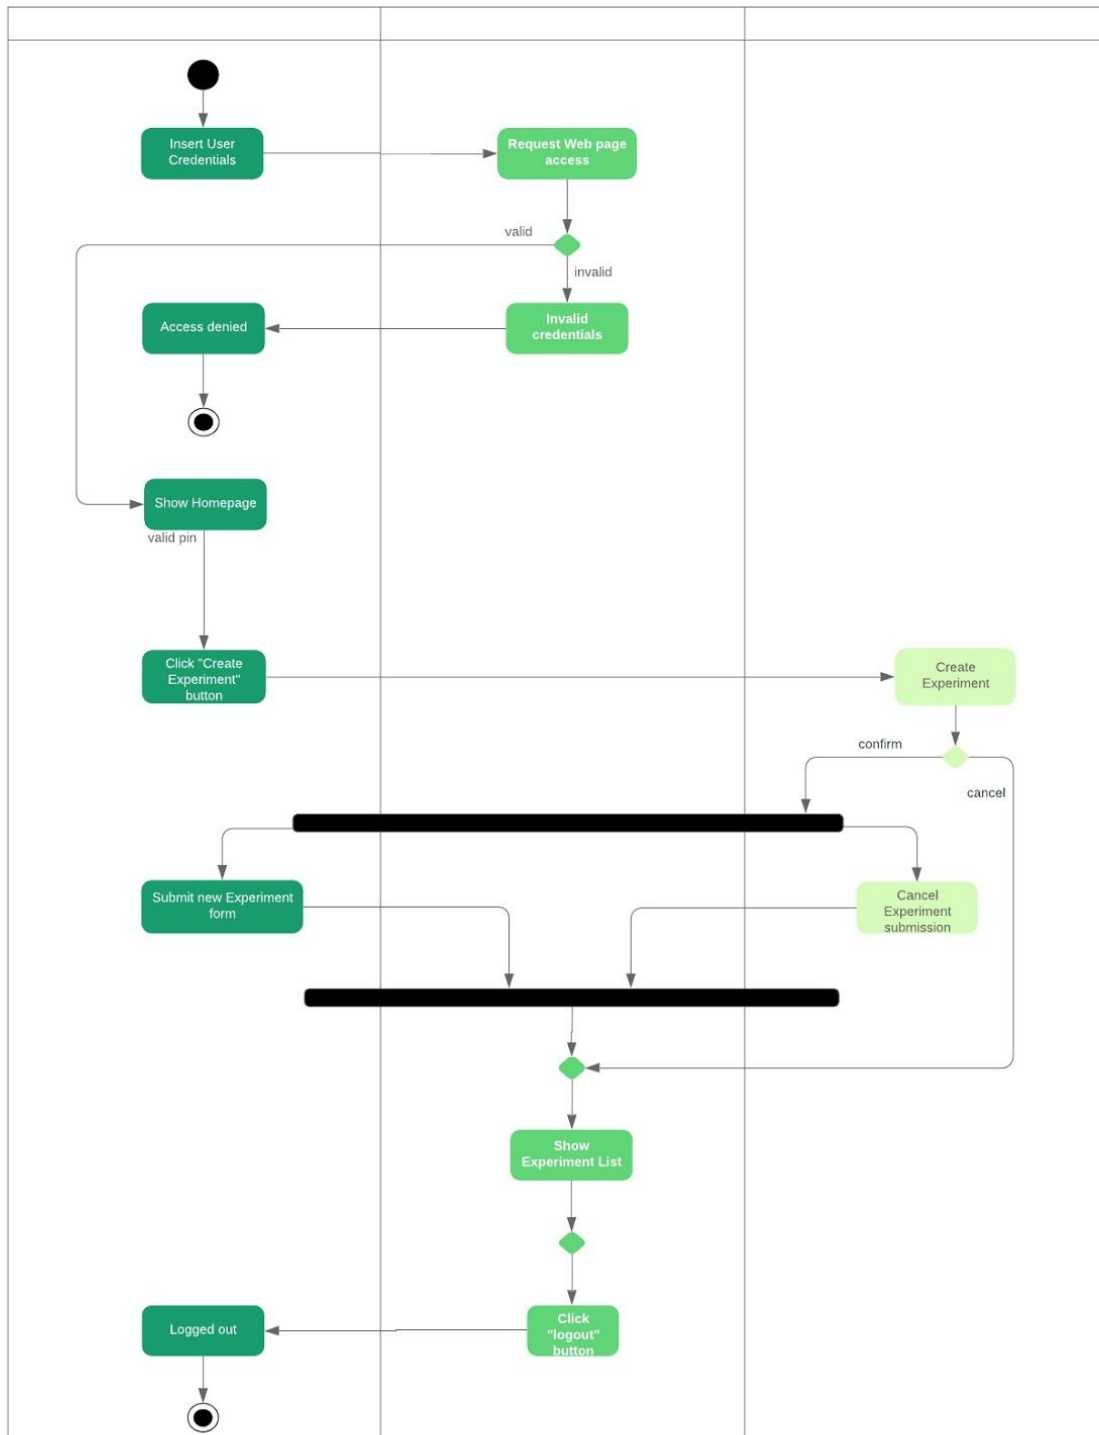 Insert User
Credentials
Request Web page
access
valid
invalid
Access denied
Invalid
credentials
Show Homepage
valid pin
Click "Create
Experiment"
button
Create
Experiment
confirm
cancel
Submit new Experiment
form
Cancel
Experiment
submission
Show
Experiment List
Logged out
Click
"logout"
button